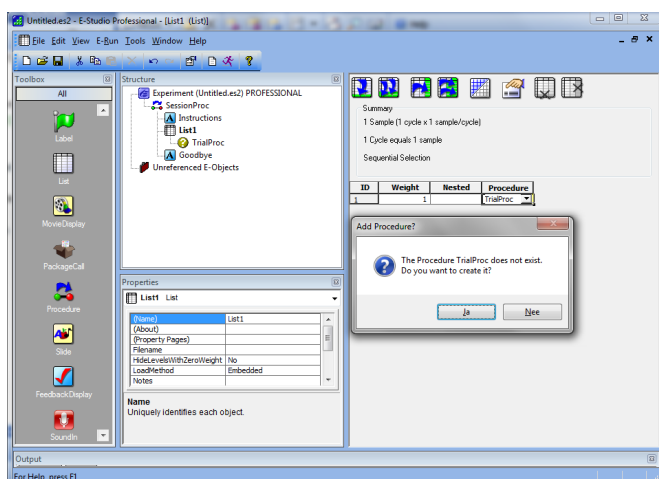 Untitled.es2 - E-Studio Professional - [List1 (List)]
File Edit View E-Run Tools Window Help
Toolbox
All
Label
List
MovieDisplay
PackageCall
Procedure
Slide
FeedbackDisplay
SoundIn
Structure
Experiment (Untitled.es2) PROFESSIONAL
SessionProc
Instructions
List1
TrialProc
Goodbye
Unreferenced E-Objects
Properties
List1 List
(Name) List1
(About)
(Property Pages)
Filename
HideLevelsWithZeroWeight No
LoadMethod Embedded
Notes
Name
Uniquely identifies each object.
Summary
1 Sample (1 cycle x 1 sample/cycle)
1 Cycle equals 1 sample
Sequential Selection
ID Weight Nested Procedure
1 1 TrialProc
Add Procedure?
The Procedure TrialProc does not exist.
Do you want to create it?
Ja Nee
Output
For Help, press F1